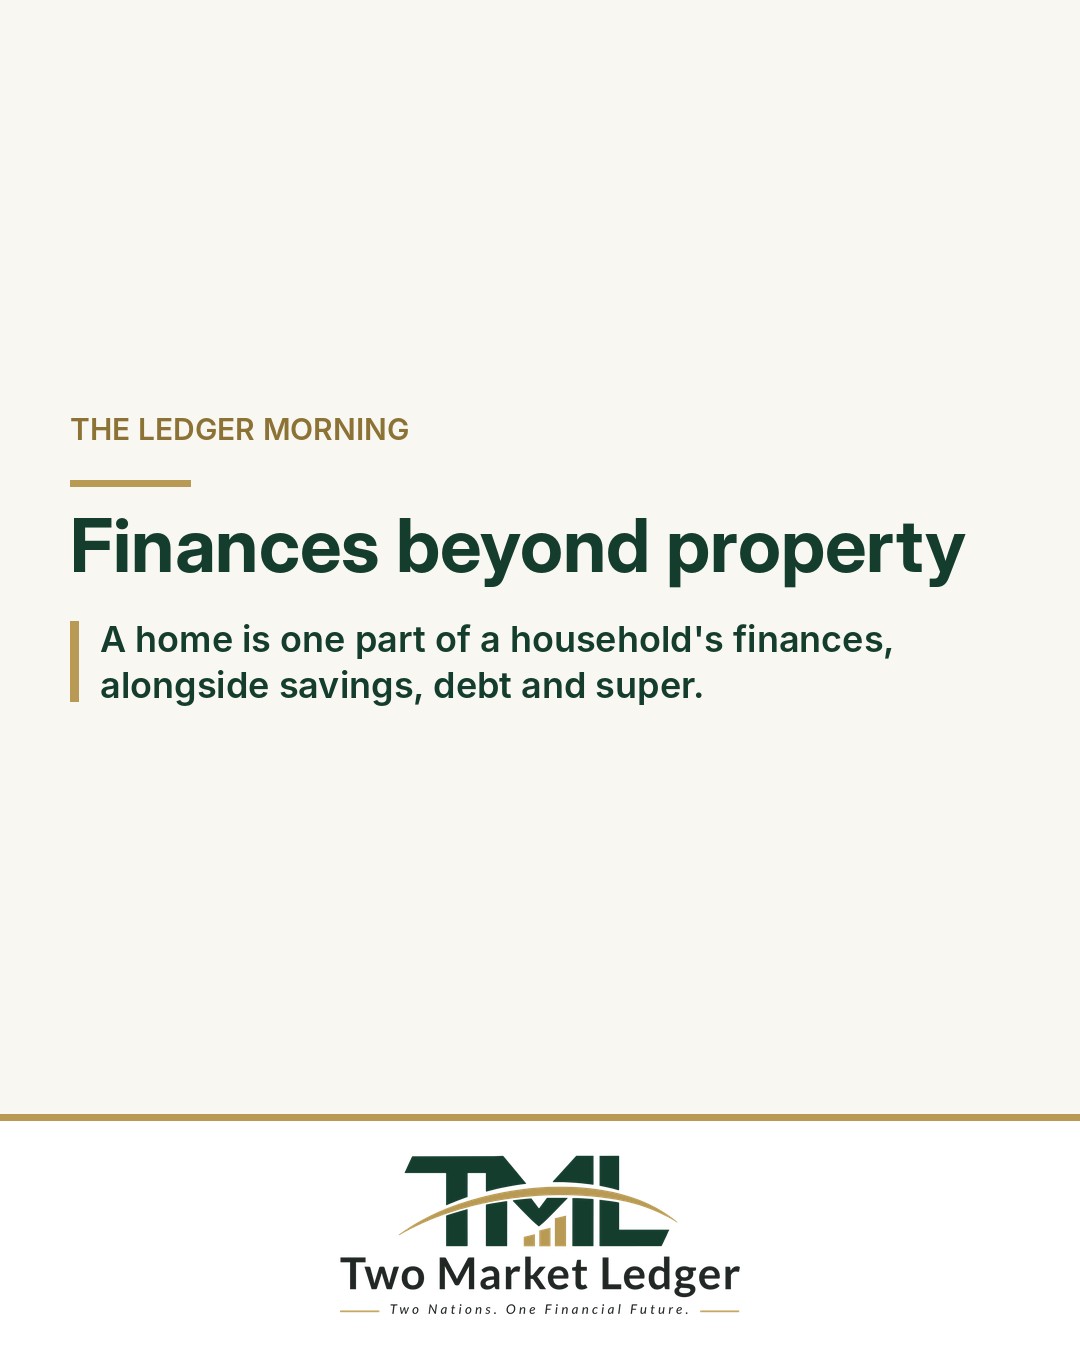 THE LEDGER MORNING
Finances beyond property
A home is one part of a household's finances,
alongside savings, debt and super.
TML
Two Market Ledger
Two Nations. One Financial Future.